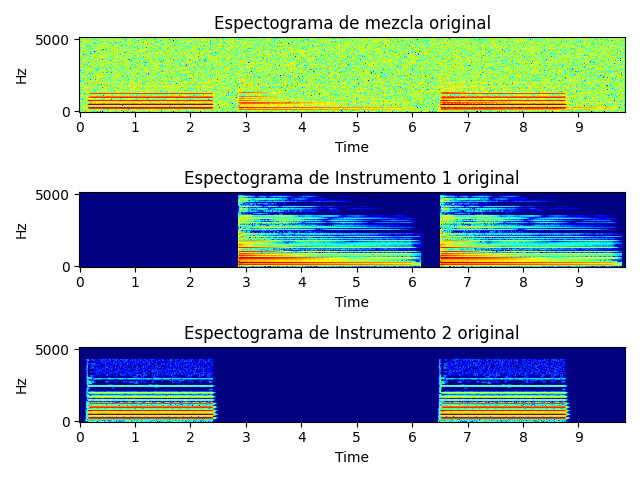 Espectograma de mezcla original
5000
Hz
0
0 1 2 3 4 5 6 7 8 9
Time
Espectograma de Instrumento 1 original
5000
Hz
0
0 1 2 3 4 5 6 7 8 9
Time
Espectograma de Instrumento 2 original
5000
Hz
0
0 1 2 3 4 5 6 7 8 9
Time